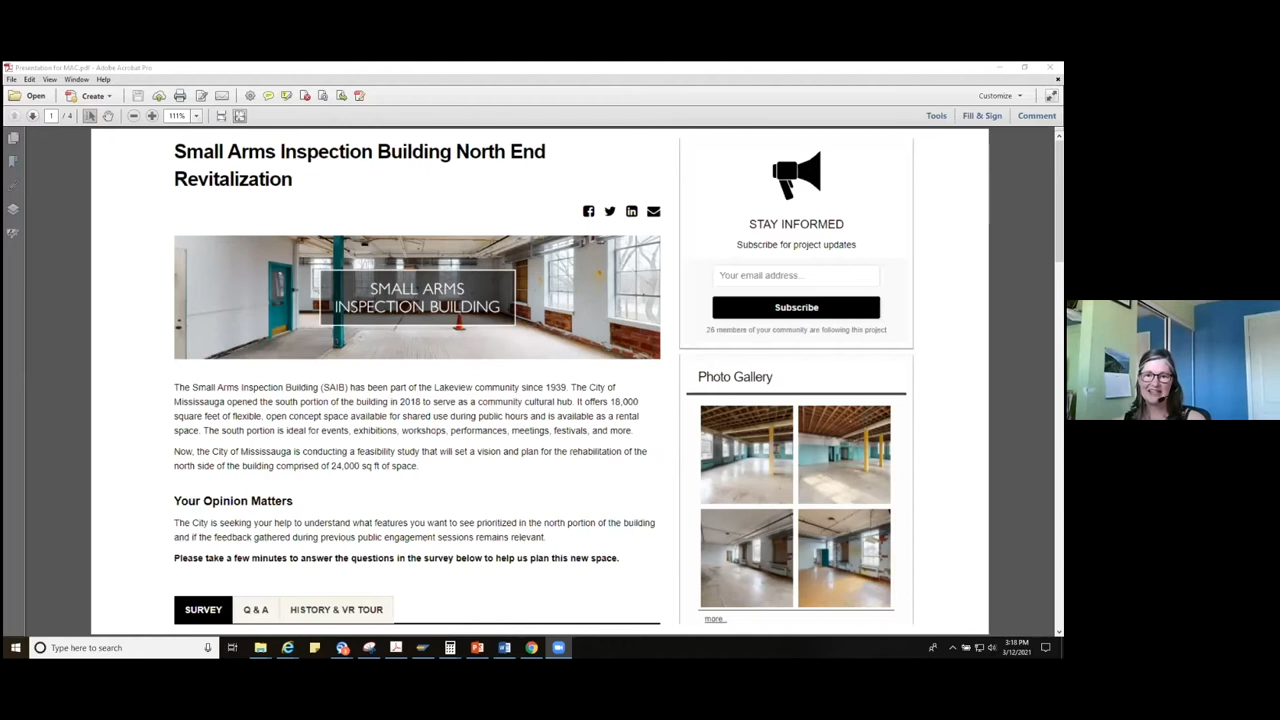 Presentation for MAC.pdf - Adobe Acrobat Pro
File Edit View Window Help
Open Create Customize
1 / 4 111% Tools Fill & Sign Comment
Small Arms Inspection Building North End
Revitalization
SMALL ARMS
INSPECTION BUILDING
The Small Arms Inspection Building (SAIB) has been part of the Lakeview community since 1939. The City of
Mississauga opened the south portion of the building in 2018 to serve as a community cultural hub. It offers 18,000
square feet of flexible, open concept space available for shared use during public hours and is available as a rental
space. The south portion is ideal for events, exhibitions, workshops, performances, meetings, festivals, and more.
Now, the City of Mississauga is conducting a feasibility study that will set a vision and plan for the rehabilitation of the
north side of the building comprised of 24,000 sq ft of space.
Your Opinion Matters
The City is seeking your help to understand what features you want to see prioritized in the north portion of the building
and if the feedback gathered during previous public engagement sessions remains relevant.
Please take a few minutes to answer the questions in the survey below to help us plan this new space.
SURVEY Q & A HISTORY & VR TOUR
STAY INFORMED
Subscribe for project updates
Your email address...
Subscribe
26 members of your community are following this project
Photo Gallery
more..
Type here to search
3:18 PM
3/12/2021